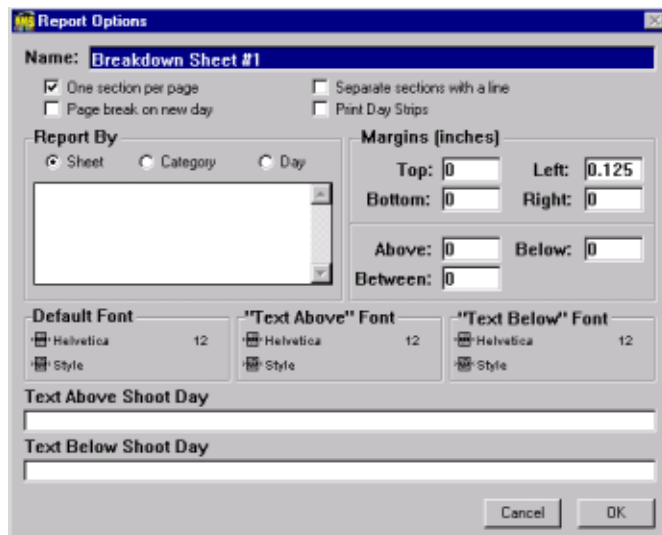 Report Options
Name: Breakdown Sheet #1
One section per page Separate sections with a line
Page break on new day Print Day Strips
Report By Margins (inches)
Sheet Category Day
Top: 0 Left: 0.125
Bottom: 0 Right: 0
Above: 0 Below: 0
Between: 0
Default Font "Text Above" Font "Text Below" Font
Helvetica 12 Helvetica 12 Helvetica 12
Style Style Style
Text Above Shoot Day
Text Below Shoot Day
Cancel OK